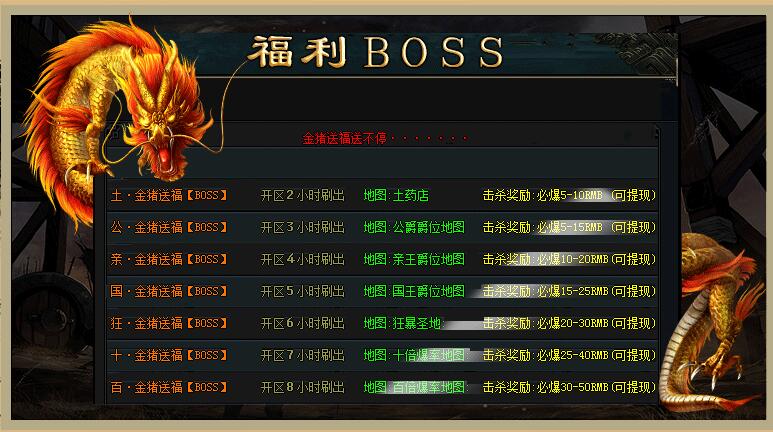 福利BOSS
金猪送福送不停·······
土·金猪送福【BOSS】 开区2小时刷出 地图:土药店 击杀奖励:必爆5-10RMB (可提现)
公·金猪送福【BOSS】 开区3小时刷出 地图:公爵爵位地图 击杀奖励:必爆5-15RMB (可提现)
亲·金猪送福【BOSS】 开区4小时刷出 地图:亲王爵位地图 击杀奖励:必爆10-20RMB(可提现)
国·金猪送福【BOSS】 开区5小时刷出 地图:国王爵位地图 击杀奖励:必爆15-25RMB(可提现)
狂·金猪送福【BOSS】 开区6小时刷出 地图:狂暴圣地 击杀奖励:必爆20-30RMB(可提现)
十·金猪送福【BOSS】 开区7小时刷出 地图:十倍爆率地图 击杀奖励:必爆25-40RMB(可提现)
百·金猪送福【BOSS】 开区8小时刷出 地图:百倍爆率地图 击杀奖励:必爆30-50RMB(可提现)